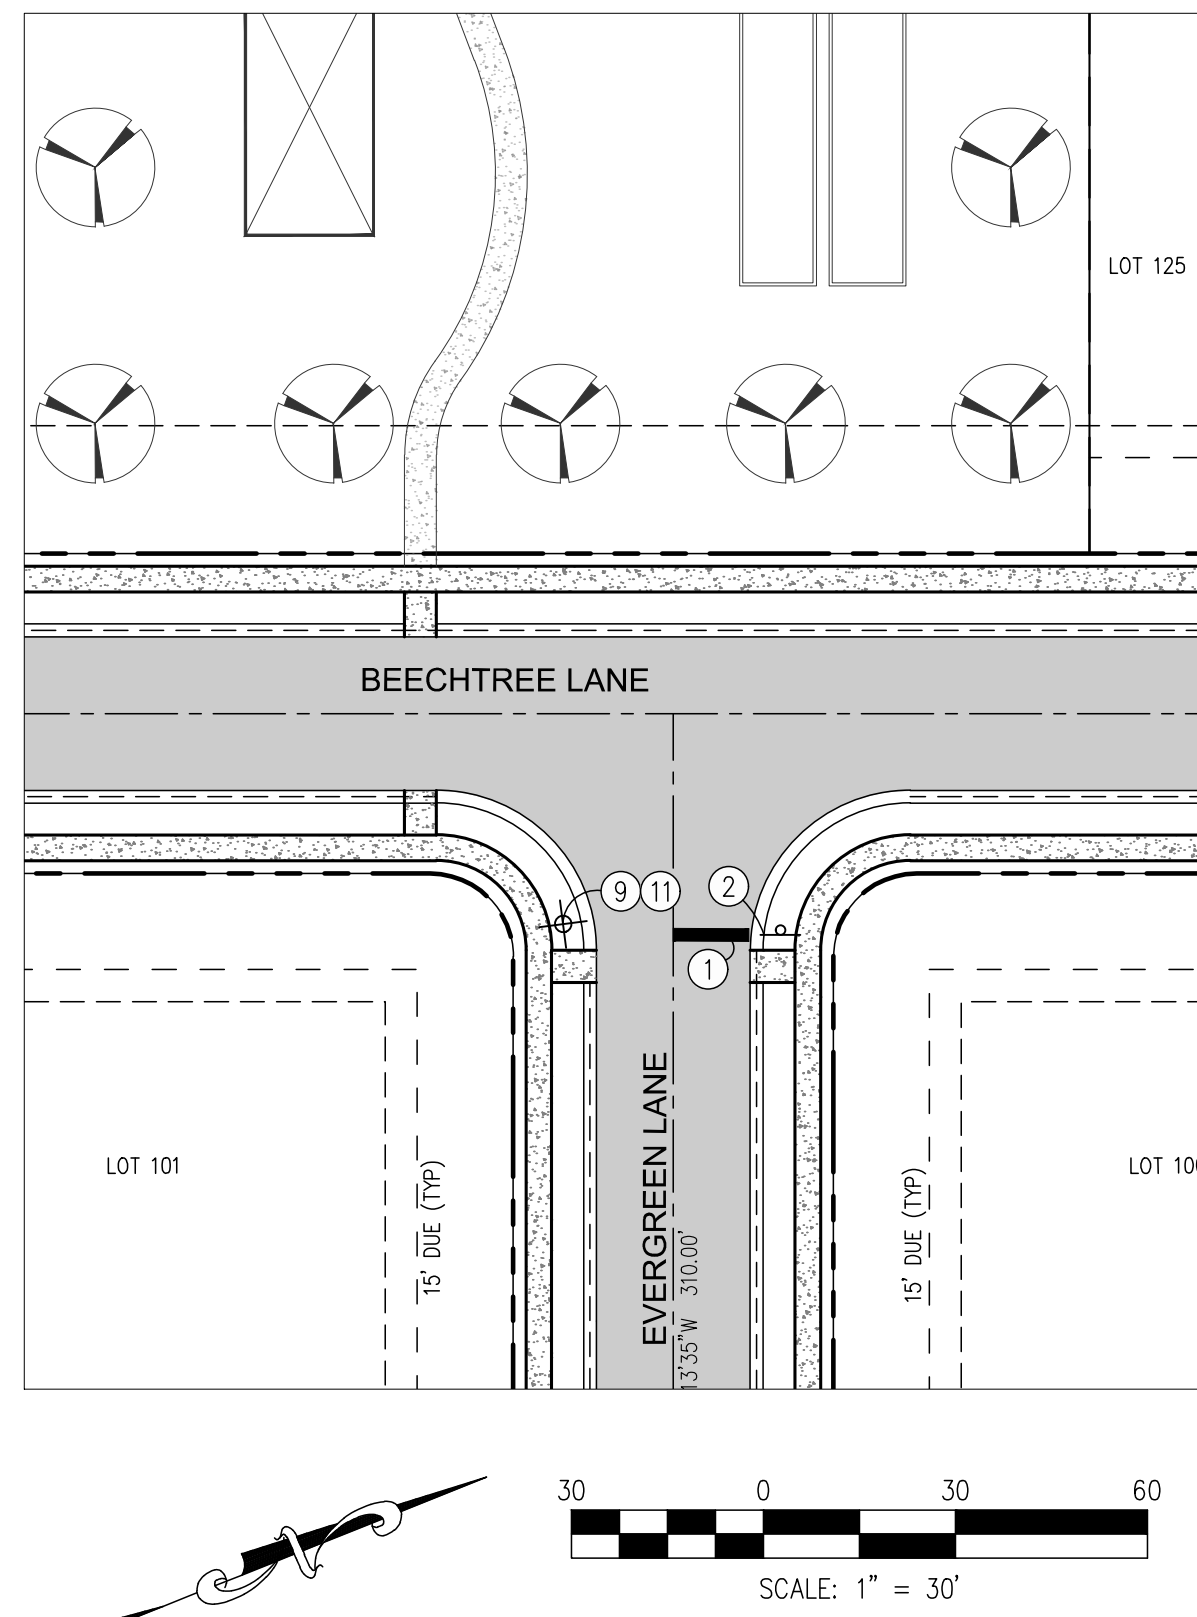 LOT 125
BEECHTREE LANE
9 11 2
1
EVERGREEN LANE
13'35"W 310.00'
LOT 101
15' DUE (TYP)
15' DUE (TYP)
LOT
N
30 0 30 60
SCALE: 1" = 30'